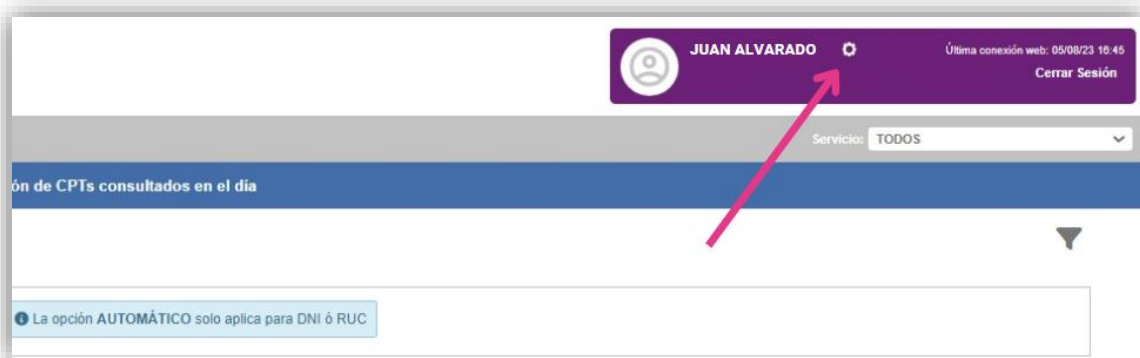 JUAN ALVARADO
Última conexión web: 05/08/23 16:45
Cerrar Sesión
Servicio: TODOS
ón de CPTs consultados en el día
La opción AUTOMÁTICO solo aplica para DNI ó RUC